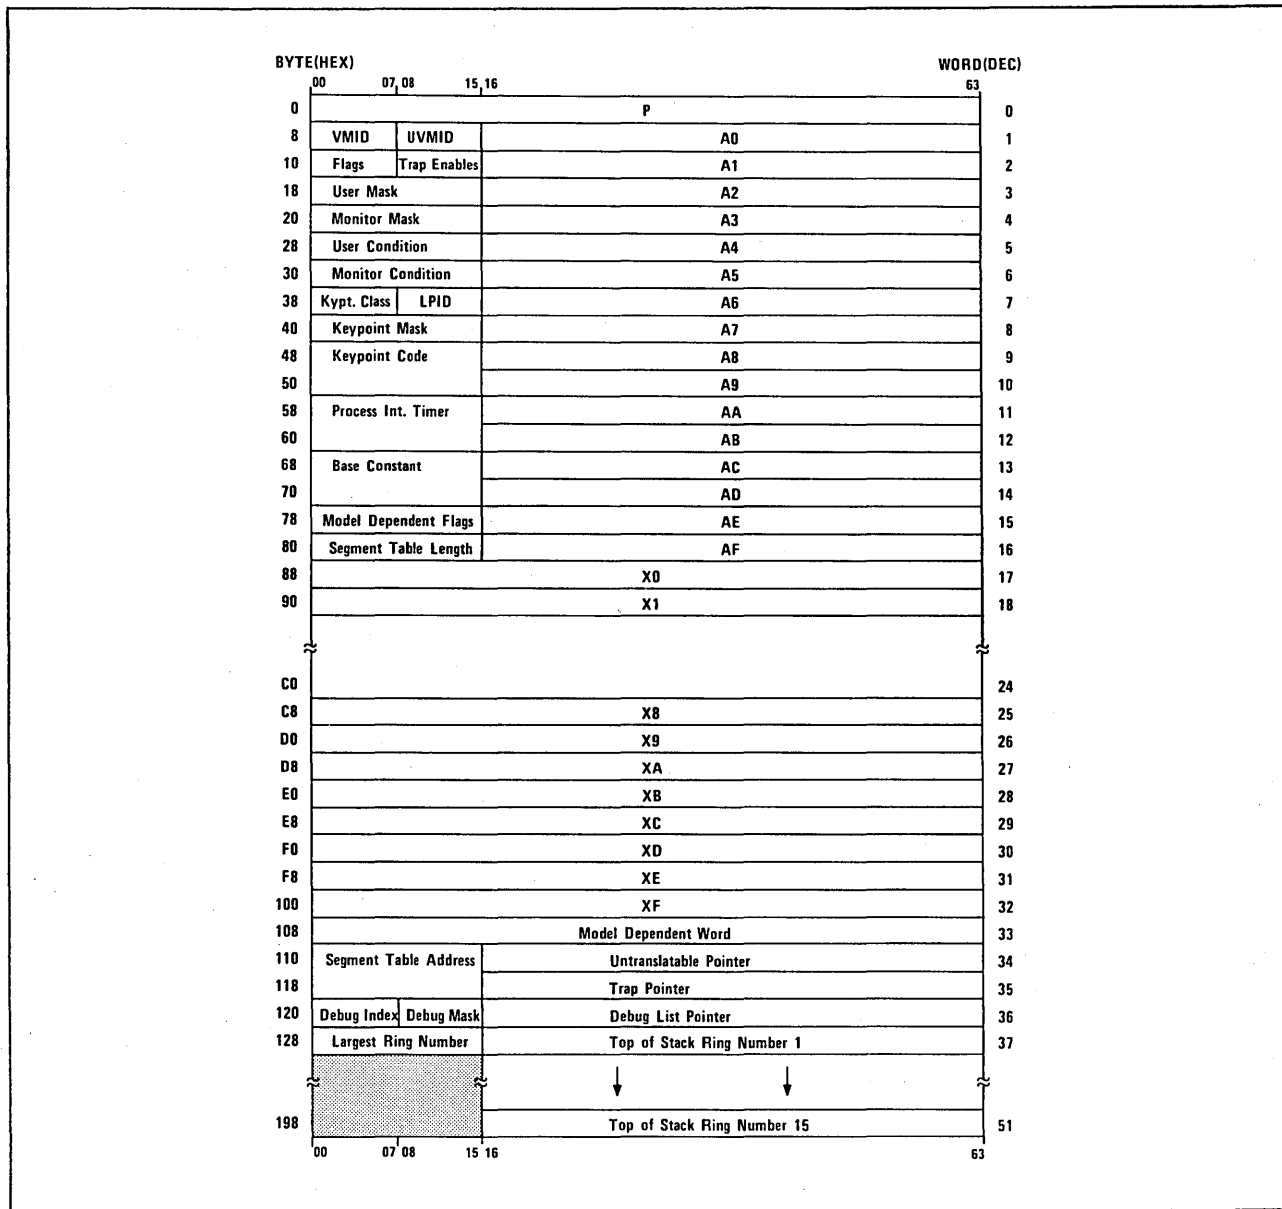 BYTE(HEX) WORD(DEC)
00 07 08 15 16 63
0 P 0
8 VMID UVMID A0 1
10 Flags Trap Enables A1 2
18 User Mask A2 3
20 Monitor Mask A3 4
28 User Condition A4 5
30 Monitor Condition A5 6
38 Kypt. Class LPID A6 7
40 Keypoint Mask A7 8
48 Keypoint Code A8 9
50 A9 10
58 Process Int. Timer AA 11
60 AB 12
68 Base Constant AC 13
70 AD 14
78 Model Dependent Flags AE 15
80 Segment Table Length AF 16
88 X0 17
90 X1 18
C0 24
C8 X8 25
D0 X9 26
D8 XA 27
E0 XB 28
E8 XC 29
F0 XD 30
F8 XE 31
100 XF 32
108 Model Dependent Word 33
110 Segment Table Address Untranslatable Pointer 34
118 Trap Pointer 35
120 Debug Index Debug Mask Debug List Pointer 36
128 Largest Ring Number Top of Stack Ring Number 1 37
198 Top of Stack Ring Number 15 51
00 07 08 15 16 63